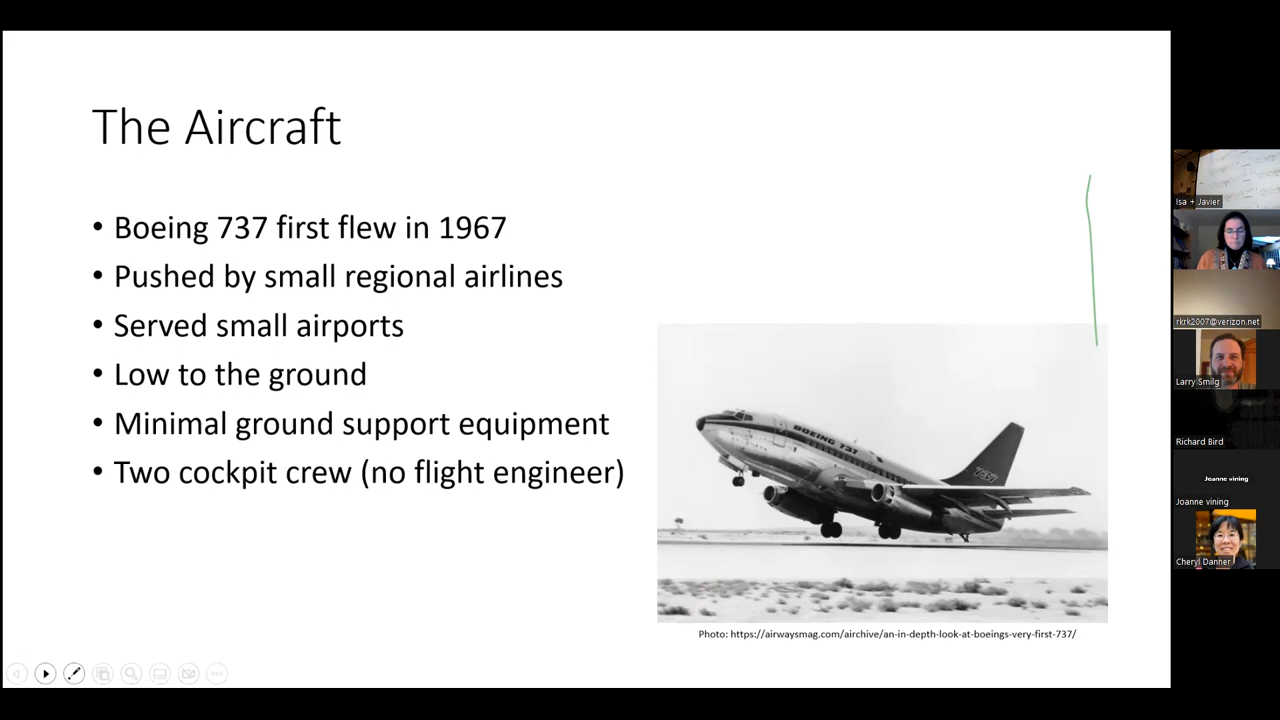 The Aircraft
• Boeing 737 first flew in 1967
• Pushed by small regional airlines
• Served small airports
• Low to the ground
• Minimal ground support equipment
• Two cockpit crew (no flight engineer)
BOEING 737
737
Photo: https://airwaysmag.com/airchive/an-in-depth-look-at-boeings-very-first-737/
Isa + Javier
rkrk2007@verizon.net
Larry Smilg
Richard Bird
Joanne vining
Joanne vining
Cheryl Danner